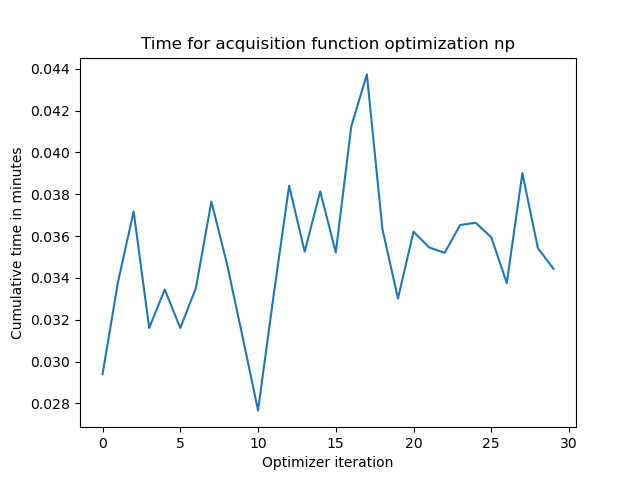 Time for acquisition function optimization np
Cumulative time in minutes
0.044
0.042
0.040
0.038
0.036
0.034
0.032
0.030
0.028
0 5 10 15 20 25 30
Optimizer iteration